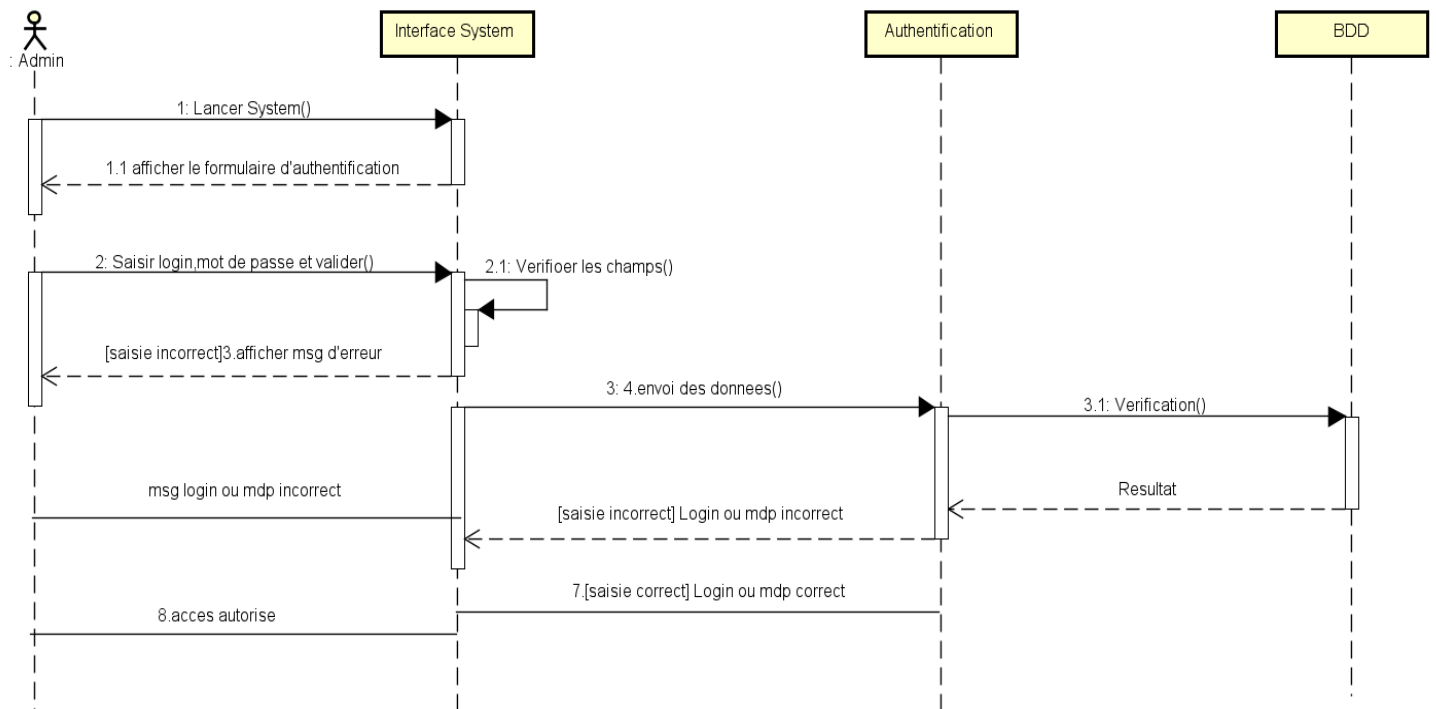 : Admin
Interface System
Authentification
BDD
1: Lancer System()
1.1 afficher le formulaire d'authentification
2: Saisir login,mot de passe et valider()
2.1: Verifioer les champs()
[saisie incorrect]3.afficher msg d'erreur
3: 4.envoi des donnees()
3.1: Verification()
msg login ou mdp incorrect
Resultat
[saisie incorrect] Login ou mdp incorrect
7.[saisie correct] Login ou mdp correct
8.acces autorise